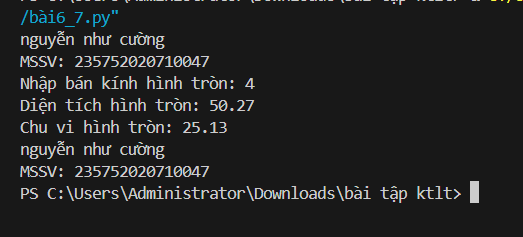 /bài6_7.py"
nguyễn như cường
MSSV: 235752020710047
Nhập bán kính hình tròn: 4
Diện tích hình tròn: 50.27
Chu vi hình tròn: 25.13
nguyễn như cường
MSSV: 235752020710047
PS C:\Users\Administrator\Downloads\bài tập ktlt>